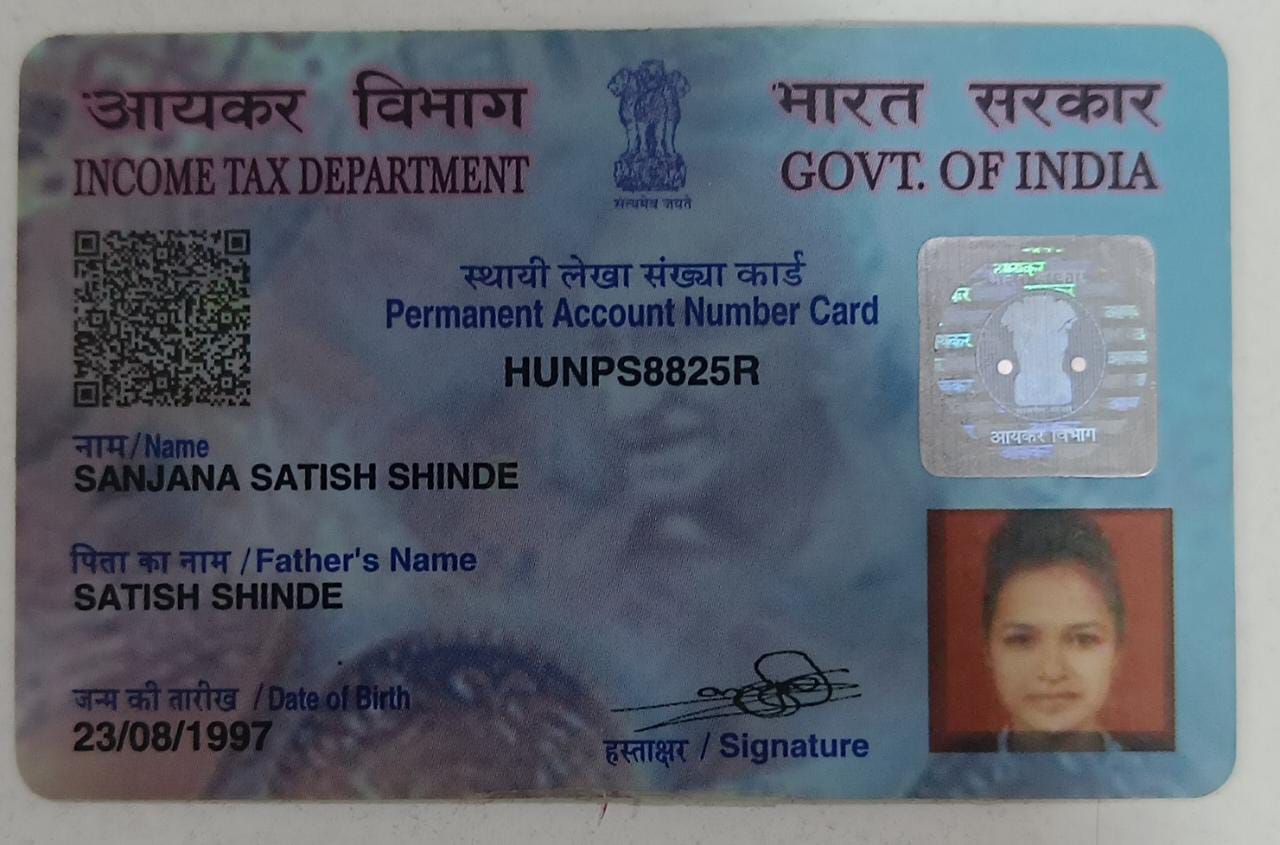 आयकर विभाग
INCOME TAX DEPARTMENT
सत्यमेव जयते
भारत सरकार
GOVT. OF INDIA
स्थायी लेखा संख्या कार्ड
Permanent Account Number Card
HUNPS8825R
आयकर विभाग
नाम/Name
SANJANA SATISH SHINDE
पिता का नाम /Father's Name
SATISH SHINDE
जन्म की तारीख /Date of Birth
23/08/1997
हस्ताक्षर / Signature